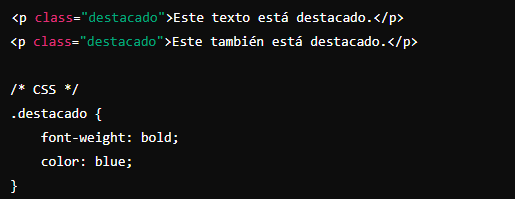 <p class="destacado">Este texto está destacado.</p>
<p class="destacado">Este también está destacado.</p>

/* CSS */
.destacado {
    font-weight: bold;
    color: blue;
}